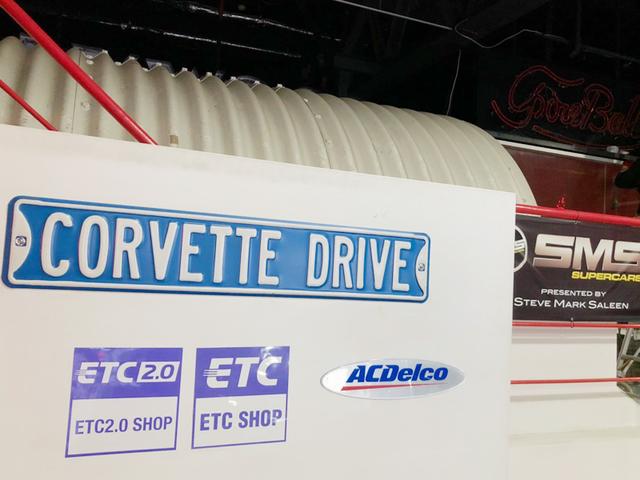 CORVETTE DRIVE
SMS
SUPERCARS
PRESENTED BY
STEVE MARK SALEEN
ETC2.0
ETC2.0 SHOP
ETC
ETC SHOP
ACDelco